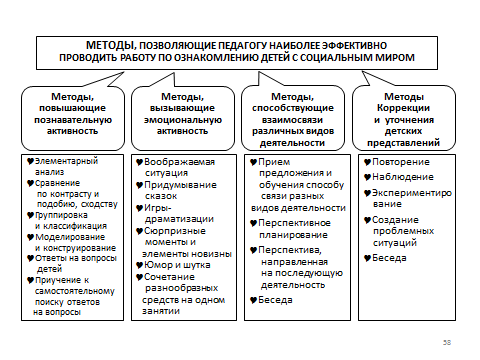 МЕТОДЫ, ПОЗВОЛЯЮЩИЕ ПЕДАГОГУ НАИБОЛЕЕ ЭФФЕКТИВНО
ПРОВОДИТЬ РАБОТУ ПО ОЗНАКОМЛЕНИЮ ДЕТЕЙ С СОЦИАЛЬНЫМ МИРОМ
Методы,
повышающие
познавательную
активность
Элементарный
анализ
Сравнение
по контрасту и
подобию, сходству
Группировка
и классификация
Моделирование
и конструирование
Ответы на вопросы
детей
Приучение к
самостоятельному
поиску ответов
на вопросы
Методы,
вызывающие
эмоциональную
активность
Воображаемая
ситуация
Придумывание
сказок
Игры-
драматизации
Сюрпризные
моменты и
элементы новизны
Юмор и шутка
Сочетание
разнообразных
средств на одном
занятии
Методы,
способствующие
взаимосвязи
различных видов
деятельности
Прием
предложения и
обучения способу
связи разных
видов деятельности
Перспективное
планирование
Перспектива,
направленная
на последующую
деятельность
Беседа
Методы
Коррекции
и уточнения
детских
представлений
Повторение
Наблюдение
Экспериментиро
вание
Создание
проблемных
ситуаций
Беседа
58